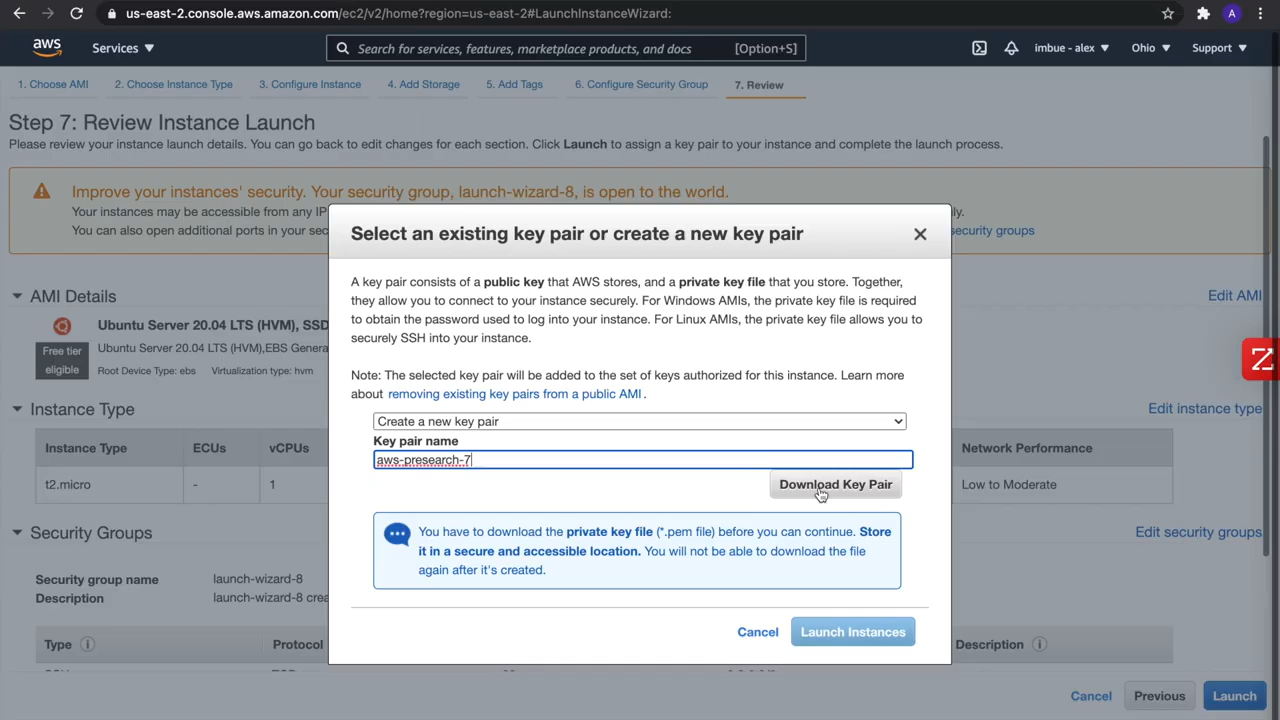 us-east-2.console.aws.amazon.com/ec2/v2/home?region=us-east-2#LaunchInstanceWizard:
A
aws
Services
Search for services, features, marketplace products, and docs
[Option+S]
imbue - alex
Ohio
Support
1. Choose AMI
2. Choose Instance Type
3. Configure Instance
4. Add Storage
5. Add Tags
6. Configure Security Group
7. Review
Step 7: Review Instance Launch
Please review your instance launch details. You can go back to edit changes for each section. Click Launch to assign a key pair to your instance and complete the launch process.
Improve your instances' security. Your security group, launch-wizard-8, is open to the world.
Your instances may be accessible from any IP
ly.
You can also open additional ports in your sec
security groups
Select an existing key pair or create a new key pair
A key pair consists of a public key that AWS stores, and a private key file that you store. Together,
they allow you to connect to your instance securely. For Windows AMIs, the private key file is required
to obtain the password used to log into your instance. For Linux AMIs, the private key file allows you to
securely SSH into your instance.
Note: The selected key pair will be added to the set of keys authorized for this instance. Learn more
about removing existing key pairs from a public AMI .
Create a new key pair
Key pair name
aws-presearch-7
Download Key Pair
You have to download the private key file (*.pem file) before you can continue. Store
it in a secure and accessible location. You will not be able to download the file
again after it's created.
Cancel
Launch Instances
AMI Details
Edit AMI
Ubuntu Server 20.04 LTS (HVM), SSD
Free tier
eligible
Ubuntu Server 20.04 LTS (HVM),EBS Genera
Root Device Type: ebs
Virtualization type: hvm
Instance Type
Edit instance type
Instance Type
ECUs
vCPUs
Network Performance
t2.micro
-
1
Low to Moderate
Security Groups
Edit security groups
Security group name
launch-wizard-8
Description
launch-wizard-8 crea
Type
Protocol
Description
Cancel
Previous
Launch